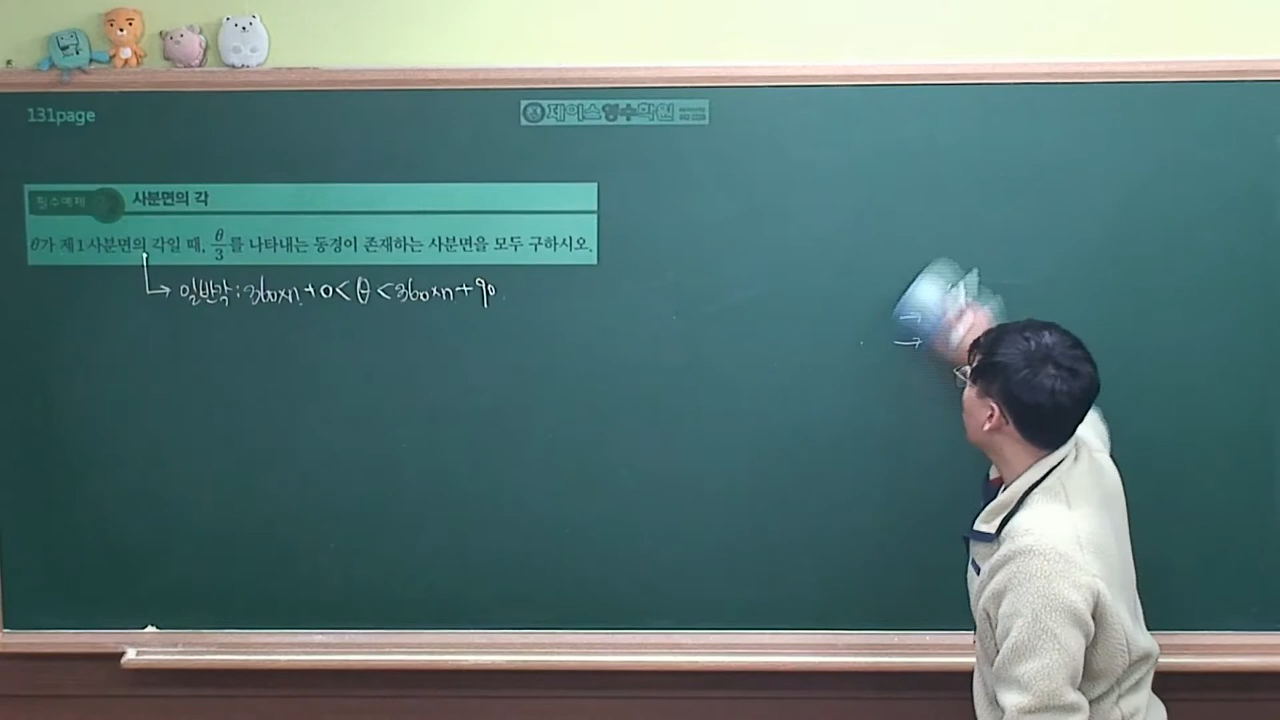 131page
제이스영수학원
필수예제
사분면의 각
θ가 제1사분면의 각일 때, θ/3를 나타내는 동경이 존재하는 사분면을 모두 구하시오.
일반각 : 360×n + 0 < θ < 360×n + 90